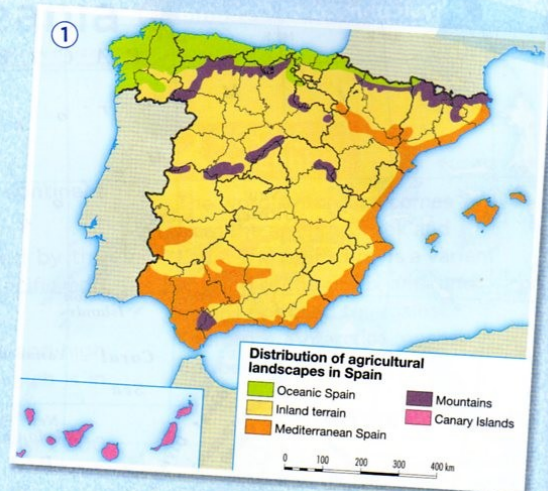 1
Distribution of agricultural
landscapes in Spain
Oceanic Spain
Inland terrain
Mediterranean Spain
Mountains
Canary Islands
0 100 200 300 400 km